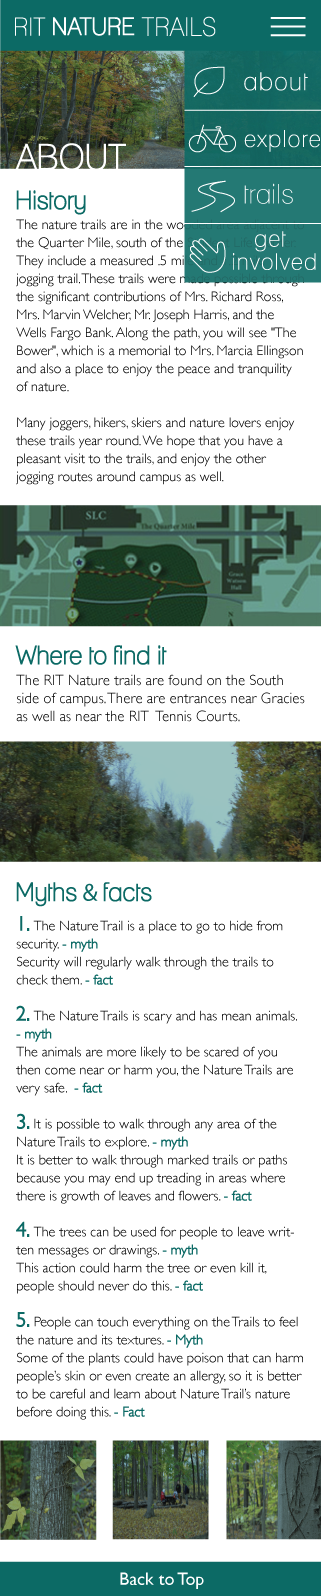 RIT NATURE TRAILS
about
explore
trails
get
involved
ABOUT
History
The nature trails are in the
the Quarter Mile, south of the
They include a measured .5
jogging trail. These trails were made possible through
the significant contributions of Mrs. Richard Ross,
Mrs. Marvin Welcher, Mr. Joseph Harris, and the
Wells Fargo Bank. Along the path, you will see "The
Bower", which is a memorial to Mrs. Marcia Ellingson
and also a place to enjoy the peace and tranquility
of nature.
Many joggers, hikers, skiers and nature lovers enjoy
these trails year round. We hope that you have a
pleasant visit to the trails, and enjoy the other
jogging routes around campus as well.
SLC
The Quarter Mile
Grace
Watson
Hall
N
Where to find it
The RIT Nature trails are found on the South
side of campus. There are entrances near Gracies
as well as near the RIT Tennis Courts.
Myths & facts
1. The Nature Trail is a place to go to hide from
security. - myth
Security will regularly walk through the trails to
check them. - fact
2. The Nature Trails is scary and has mean animals.
- myth
The animals are more likely to be scared of you
then come near or harm you, the Nature Trails are
very safe. - fact
3. It is possible to walk through any area of the
Nature Trails to explore. - myth
It is better to walk through marked trails or paths
because you may end up treading in areas where
there is growth of leaves and flowers. - fact
4. The trees can be used for people to leave writ-
ten messages or drawings. - myth
This action could harm the tree or even kill it,
people should never do this. - fact
5. People can touch everything on the Trails to feel
the nature and its textures. - Myth
Some of the plants could have poison that can harm
people's skin or even create an allergy, so it is better
to be careful and learn about Nature Trail's nature
before doing this. - Fact
Back to Top